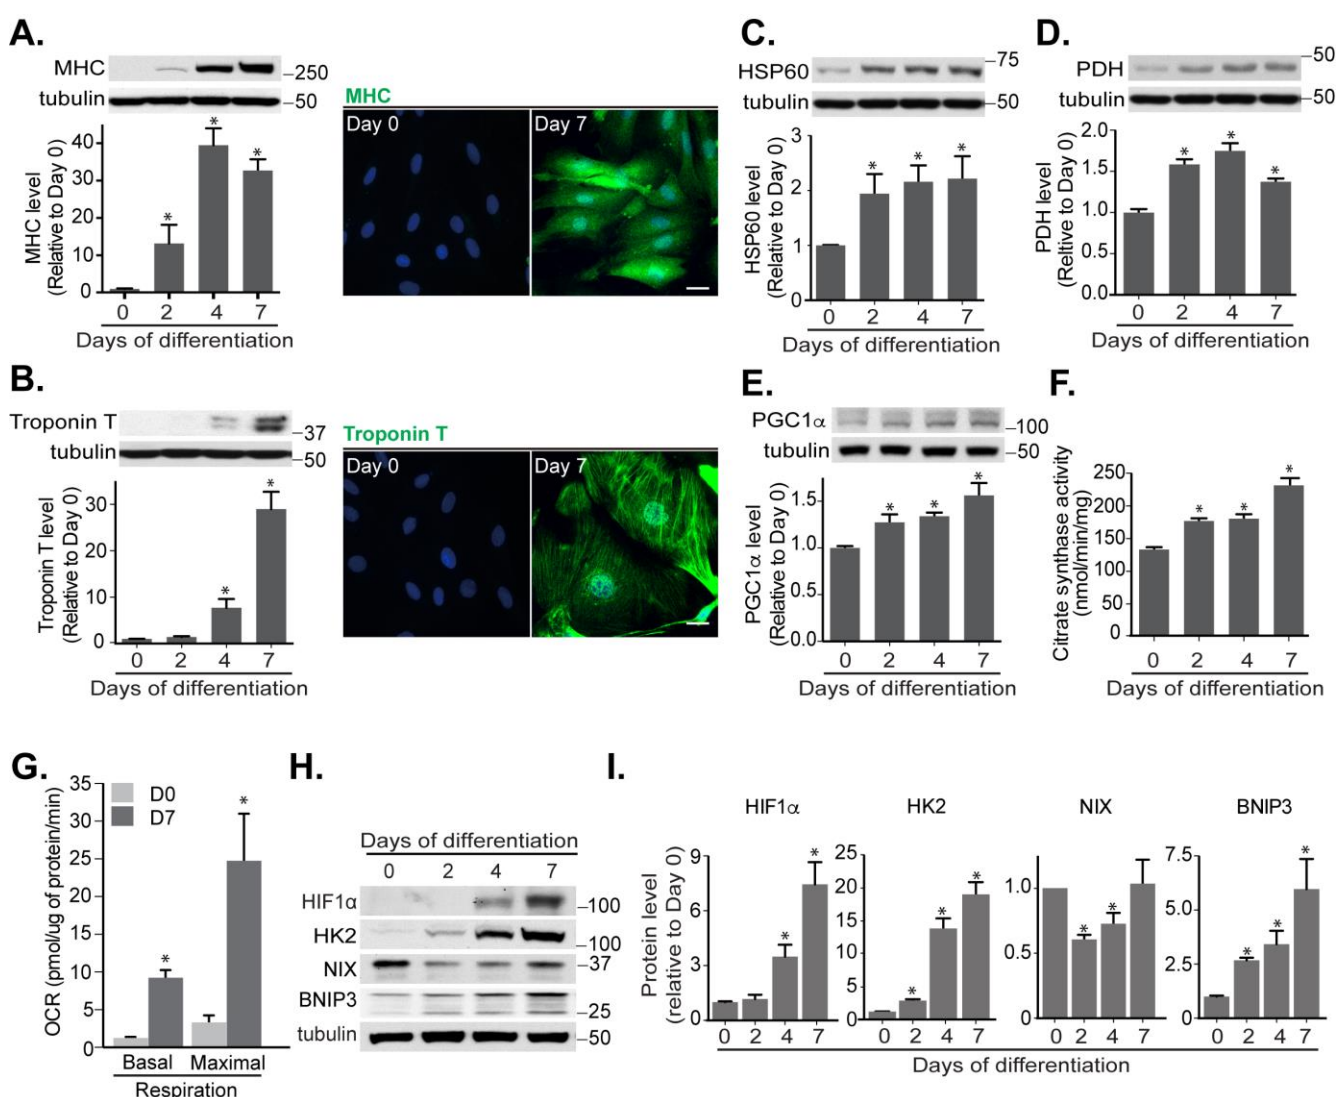 A.
MHC
–250
tubulin
–50
MHC level
(Relative to Day 0)
40
30
20
10
0
*
*
*
0 2 4 7
Days of differentiation
MHC
Day 0
Day 7
B.
Troponin T
–37
tubulin
–50
Troponin T level
(Relative to Day 0)
30
20
10
0
*
*
0 2 4 7
Days of differentiation
Troponin T
Day 0
Day 7
C.
HSP60
–75
tubulin
–50
HSP60 level
(Relative to Day 0)
3
2
1
0
*
*
*
0 2 4 7
Days of differentiation
D.
PDH
–50
tubulin
–50
PDH level
(Reltive to Day 0)
2.0
1.5
1.0
0.5
0.0
*
*
*
0 2 4 7
Days of differentiation
E.
PGC1α
–100
tubulin
–50
PGC1α level
(Relative to Day 0)
1.5
1.0
0.5
0.0
*
*
*
0 2 4 7
Days of differentiation
F.
Citrate synthase activity
(nmol/min/mg)
250
200
150
100
50
0
*
*
*
0 2 4 7
Days of differentiation
G.
OCR (pmol/ug of protein/min)
35
30
25
20
15
10
5
0
D0
D7
*
*
Basal Maximal
Respiration
H.
Days of differentiation
0 2 4 7
HIF1α
–100
HK2
–100
NIX
–37
BNIP3
–25
tubulin
–50
I.
Protein level
(relative to Day 0)
HIF1α
9
6
3
0
*
*
0 2 4 7
HK2
25
20
15
10
5
0
*
*
*
0 2 4 7
NIX
1.0
0.5
0
*
*
0 2 4 7
BNIP3
7.5
5.0
2.5
0
*
*
*
0 2 4 7
Days of differentiation